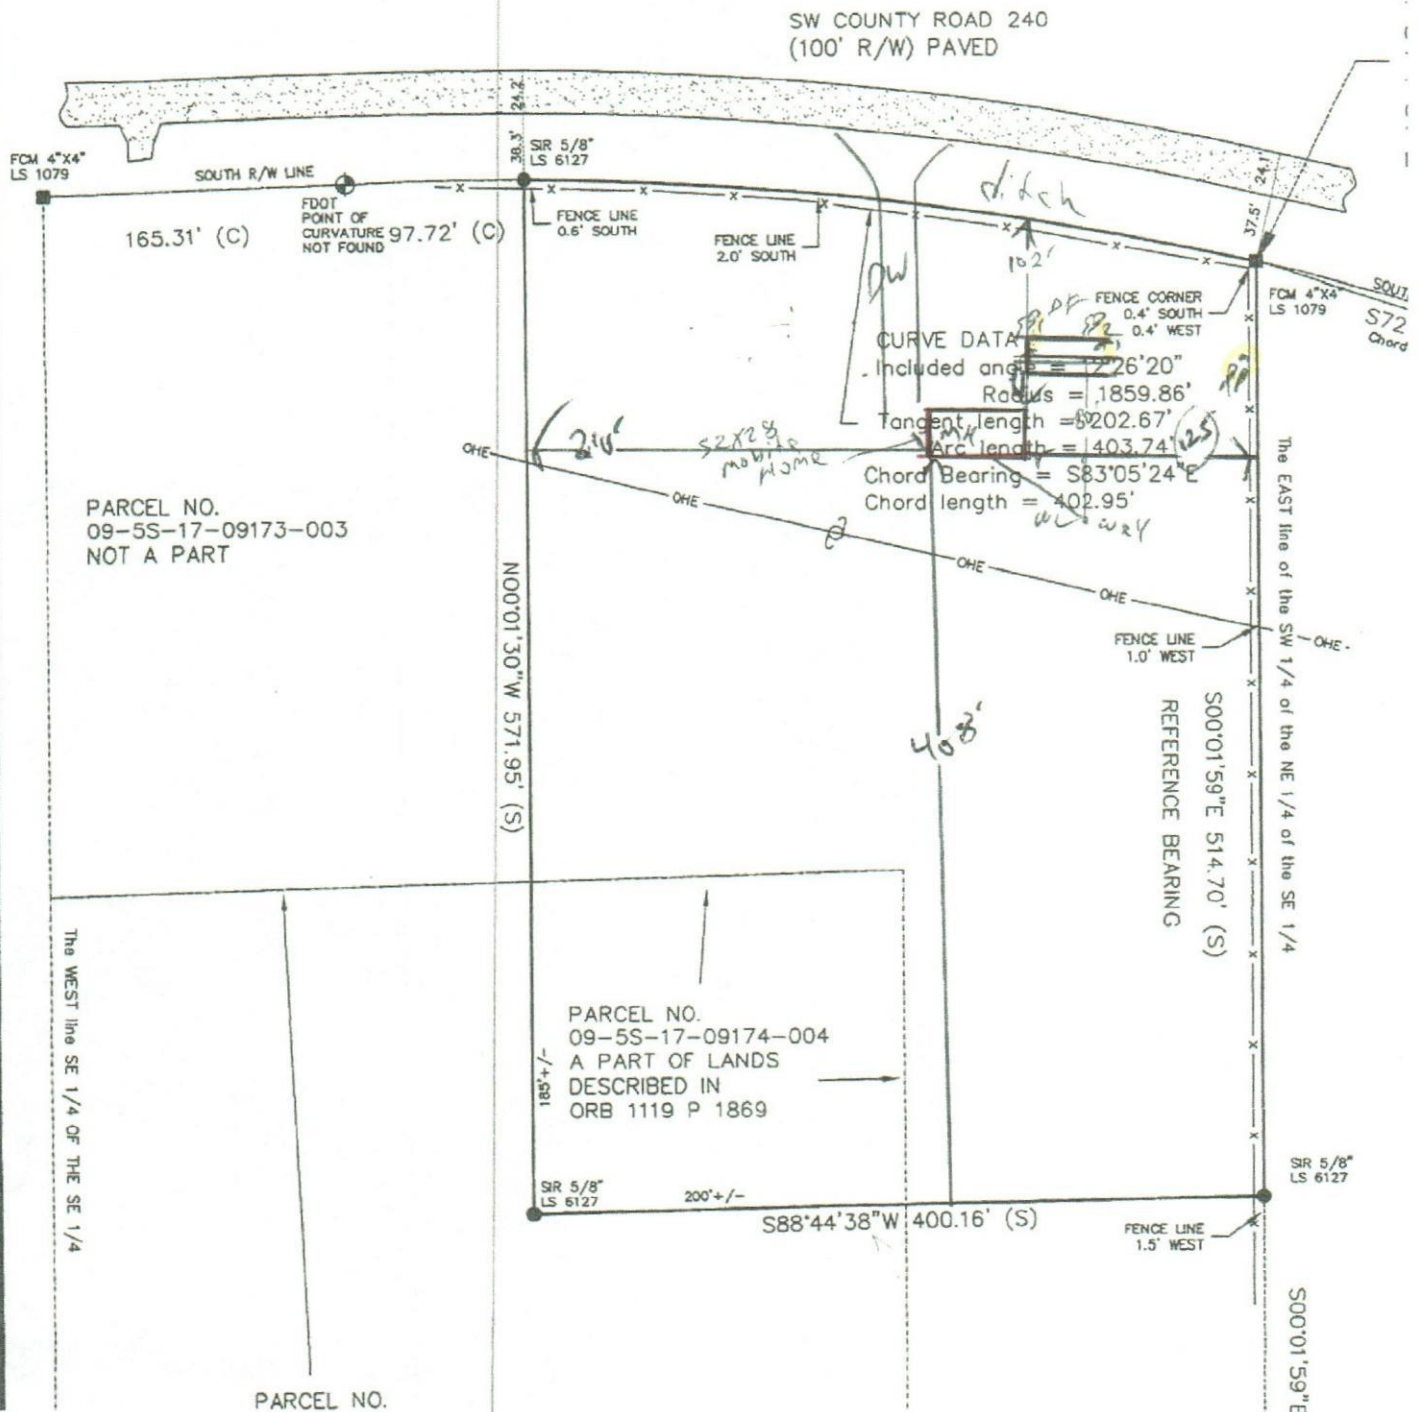 SW COUNTY ROAD 240
(100' R/W) PAVED
24.2'
38.3'
SIR 5/8"
LS 6127
FCM 4"X4"
LS 1079
SOUTH R/W LINE
FDOT
POINT OF
CURVATURE
NOT FOUND
165.31' (C)
97.72' (C)
FENCE LINE
0.6' SOUTH
FENCE LINE
2.0' SOUTH
ditch
DW
102'
24.1'
37.5'
FENCE CORNER
0.4' SOUTH
0.4' WEST
FCM 4"X4"
LS 1079
S72
Chord
CURVE DATA
Included angle = 12°26'20"
Radius = 1859.86'
Tangent length = 202.67'
Arc length = 403.74'
Chord Bearing = S83°05'24"E
Chord length = 402.95'
210'
52X28
mobile
Home
MH
125
OHE
OHE
OHE
OHE
OHE
PARCEL NO.
09-5S-17-09173-003
NOT A PART
N00°01'30"W 571.95' (S)
408'
FENCE LINE
1.0' WEST
The EAST line of the SW 1/4 of the NE 1/4 of the SE 1/4
S00°01'59"E 514.70' (S)
REFERENCE BEARING
The WEST line SE 1/4 OF THE SE 1/4
PARCEL NO.
09-5S-17-09174-004
A PART OF LANDS
DESCRIBED IN
ORB 1119 P 1869
185'+/-
SIR 5/8"
LS 6127
200'+/-
S88°44'38"W 400.16' (S)
SIR 5/8"
LS 6127
FENCE LINE
1.5' WEST
S00°01'59"E
PARCEL NO.